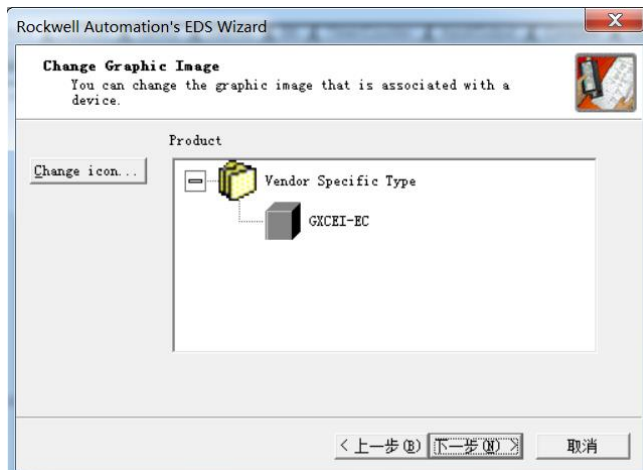 Rockwell Automation's EDS Wizard
Change Graphic Image
You can change the graphic image that is associated with a
device.
Product
Change icon...
Vendor Specific Type
GXCEI-EC
< 上一步(B)
下一步(N) >
取消